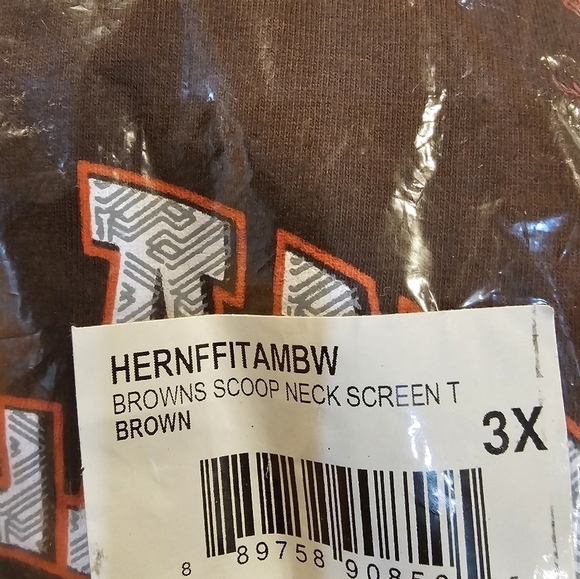 HERNFFITAMBW
BROWNS SCOOP NECK SCREEN T
BROWN
3X
8 89758